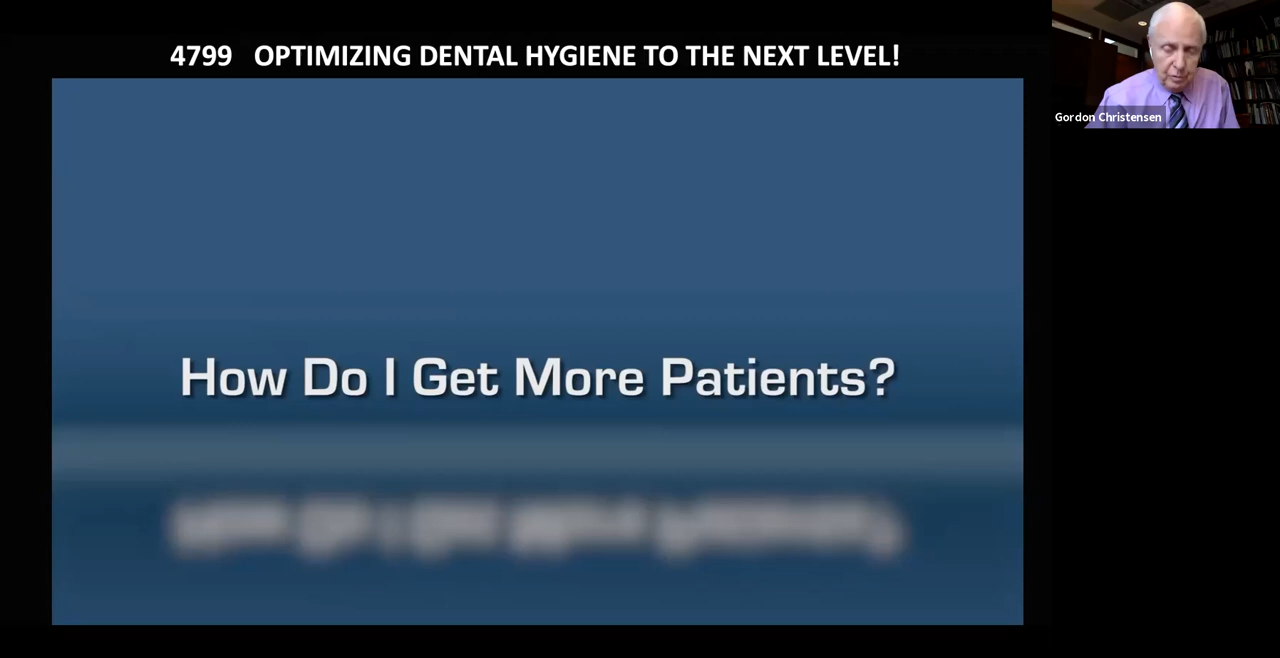 4799 OPTIMIZING DENTAL HYGIENE TO THE NEXT LEVEL!
Gordon Christensen
How Do I Get More Patients?